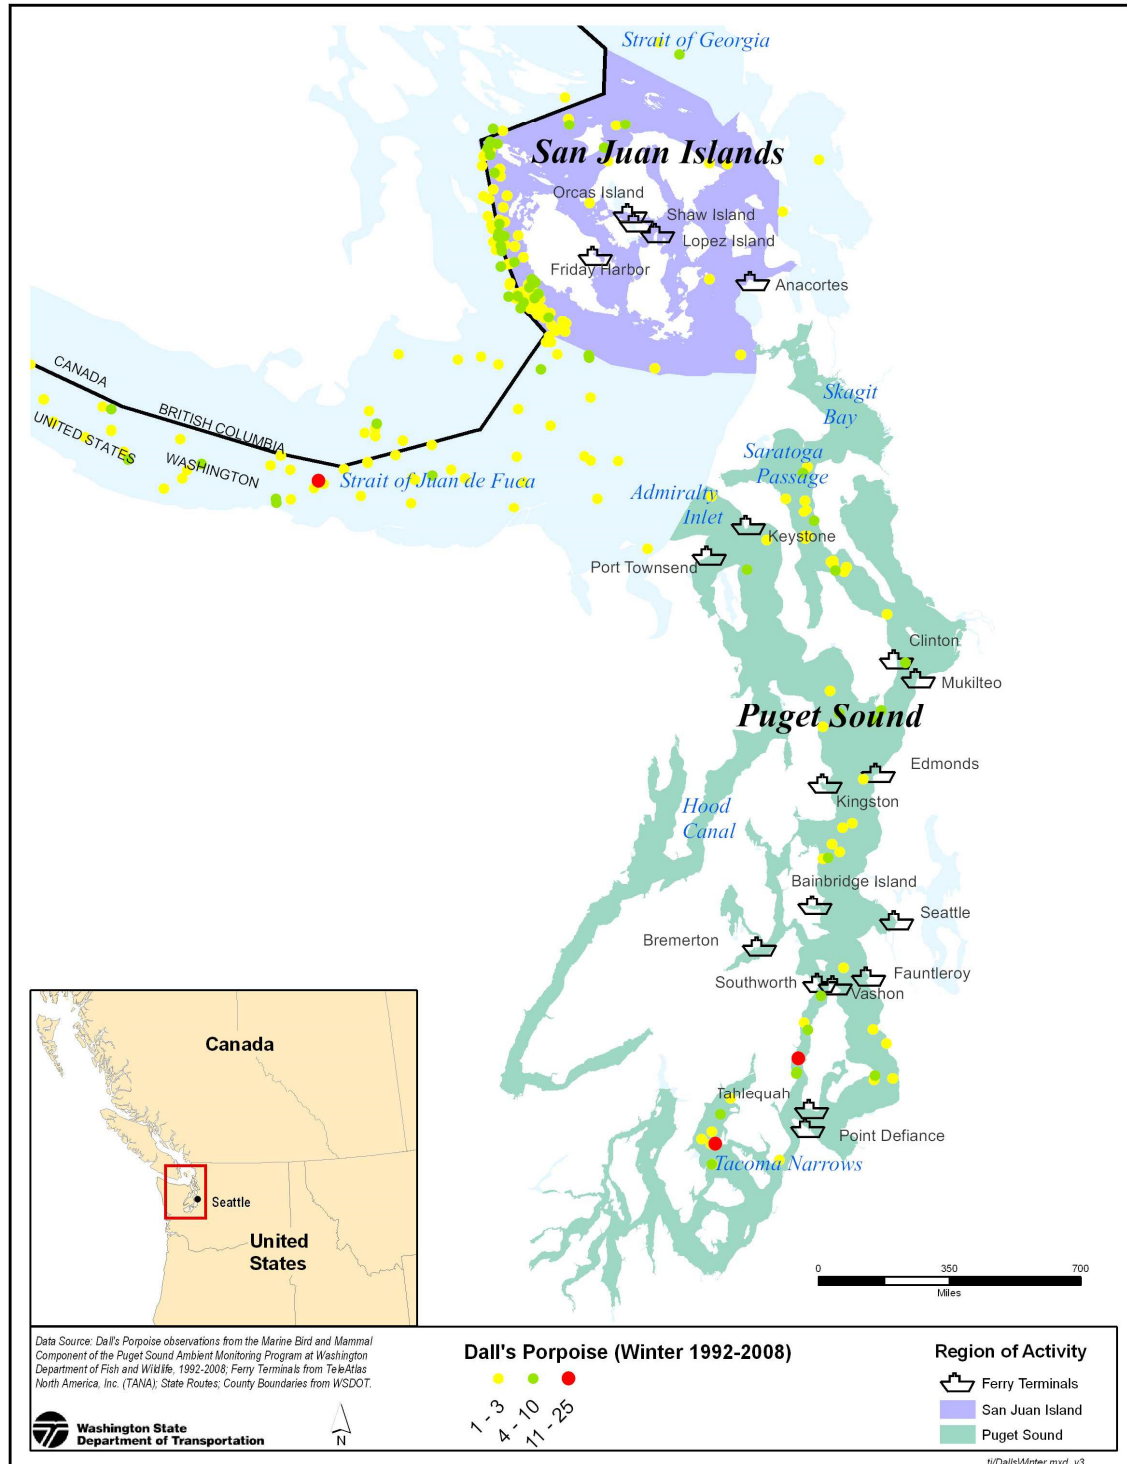 Strait of Georgia
San Juan Islands
Orcas Island
Shaw Island
Lopez Island
Friday Harbor
Anacortes
CANADA
BRITISH COLUMBIA
UNITED STATES
WASHINGTON
Strait of Juan de Fuca
Skagit
Bay
Saratoga
Passage
Admiralty
Inlet
Keystone
Port Townsend
Clinton
Mukilteo
Puget Sound
Edmonds
Kingston
Hood
Canal
Bainbridge Island
Seattle
Bremerton
Southworth
Fauntleroy
Vashon
Tahlequah
Point Defiance
Tacoma Narrows
Canada
Seattle
United
States
0 350 700
Miles
Data Source: Dall's Porpoise observations from the Marine Bird and Mammal
Component of the Puget Sound Ambient Monitoring Program at Washington
Department of Fish and Wildlife, 1992-2008; Ferry Terminals from TeleAtlas
North America, Inc. (TANA); State Routes; County Boundaries from WSDOT.
Washington State
Department of Transportation
N
Dall's Porpoise (Winter 1992-2008)
1 - 3
4 - 10
11 - 25
Region of Activity
Ferry Terminals
San Juan Island
Puget Sound
tj/DallsWinter.mxd_v3